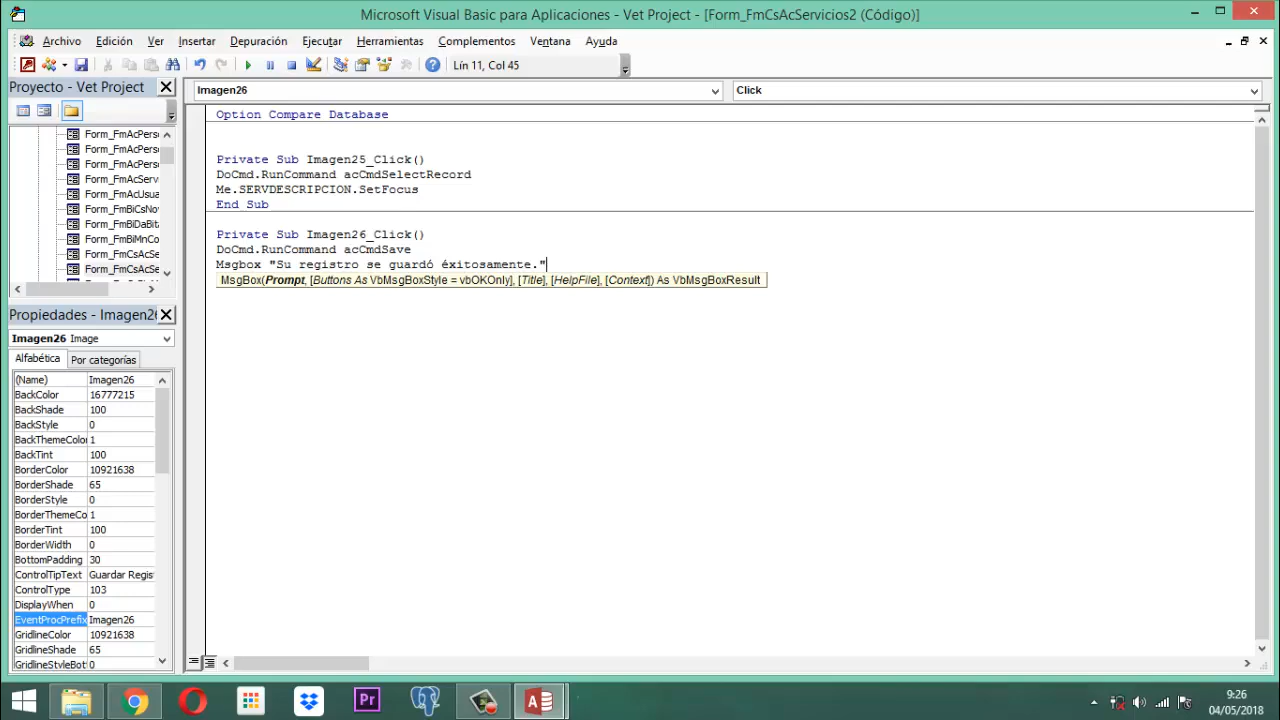 Microsoft Visual Basic para Aplicaciones - Vet Project - [Form_FmCsAcServicios2 (Código)]
Archivo Edición Ver Insertar Depuración Ejecutar Herramientas Complementos Ventana Ayuda
Lín 11, Col 45
Proyecto - Vet Project
Form_FmAcPers
Form_FmAcPers
Form_FmAcPers
Form_FmAcServ
Form_FmAcUsua
Form_FmBiCsNo
Form_FmBiDaBit
Form_FmBiMnCo
Form_FmCsAcSe
Form_FmCsAcSe
Propiedades - Imagen26
Imagen26 Image
Alfabética Por categorías
(Name) Imagen26
BackColor 16777215
BackShade 100
BackStyle 0
BackThemeColor 1
BackTint 100
BorderColor 10921638
BorderShade 65
BorderStyle 0
BorderThemeCo 1
BorderTint 100
BorderWidth 0
BottomPadding 30
ControlTipText Guardar Regis
ControlType 103
DisplayWhen 0
EventProcPrefix Imagen26
GridlineColor 10921638
GridlineShade 65
GridlineStyleBot 0
Imagen26 Click
Option Compare Database
Private Sub Imagen25_Click()
DoCmd.RunCommand acCmdSelectRecord
Me.SERVDESCRIPCION.SetFocus
End Sub
Private Sub Imagen26_Click()
DoCmd.RunCommand acCmdSave
Msgbox "Su registro se guardó éxitosamente."
MsgBox(Prompt, [Buttons As VbMsgBoxStyle = vbOKOnly], [Title], [HelpFile], [Context]) As VbMsgBoxResult
Pr
9:26
04/05/2018